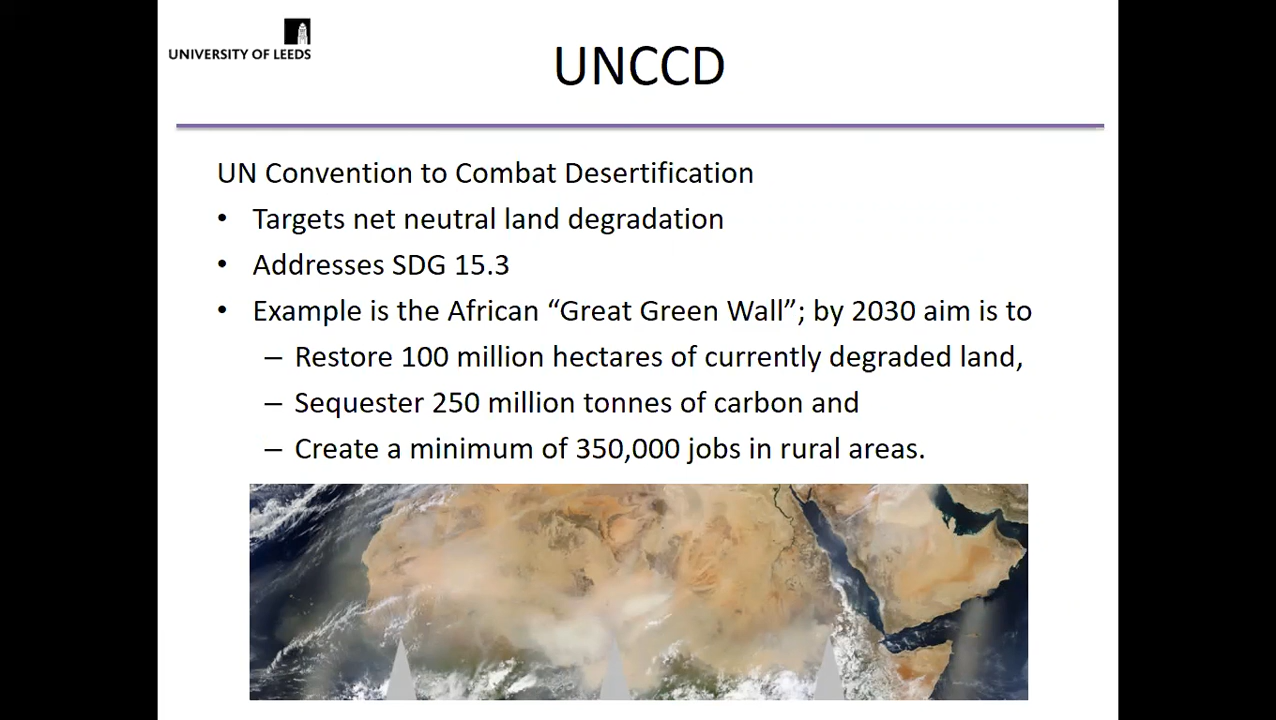 UNIVERSITY OF LEEDS
UNCCD
UN Convention to Combat Desertification
• Targets net neutral land degradation
• Addresses SDG 15.3
• Example is the African “Great Green Wall”; by 2030 aim is to
– Restore 100 million hectares of currently degraded land,
– Sequester 250 million tonnes of carbon and
– Create a minimum of 350,000 jobs in rural areas.